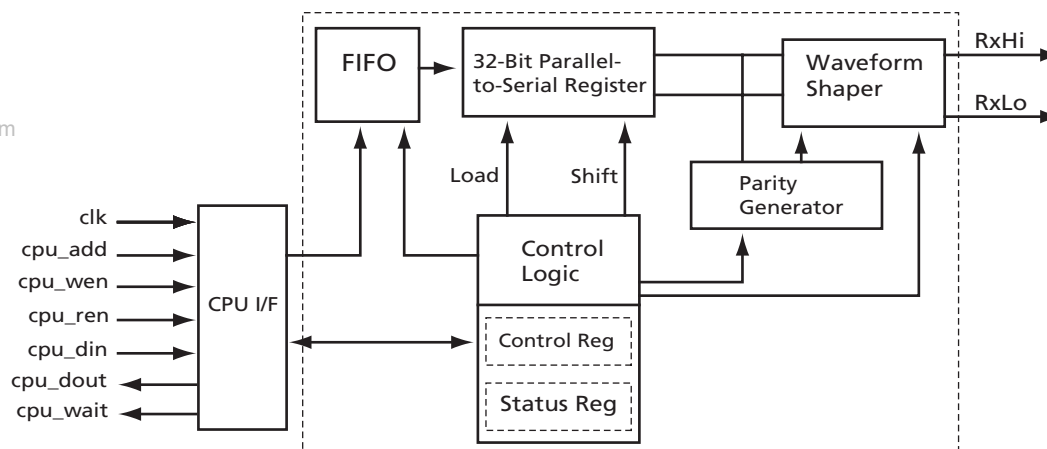 FIFO
32-Bit Parallel-
to-Serial Register
Waveform
Shaper
RxHi
RxLo
m
Load
Shift
Parity
Generator
clk
cpu_add
cpu_wen
cpu_ren
cpu_din
cpu_dout
cpu_wait
CPU I/F
Control
Logic
Control Reg
Status Reg